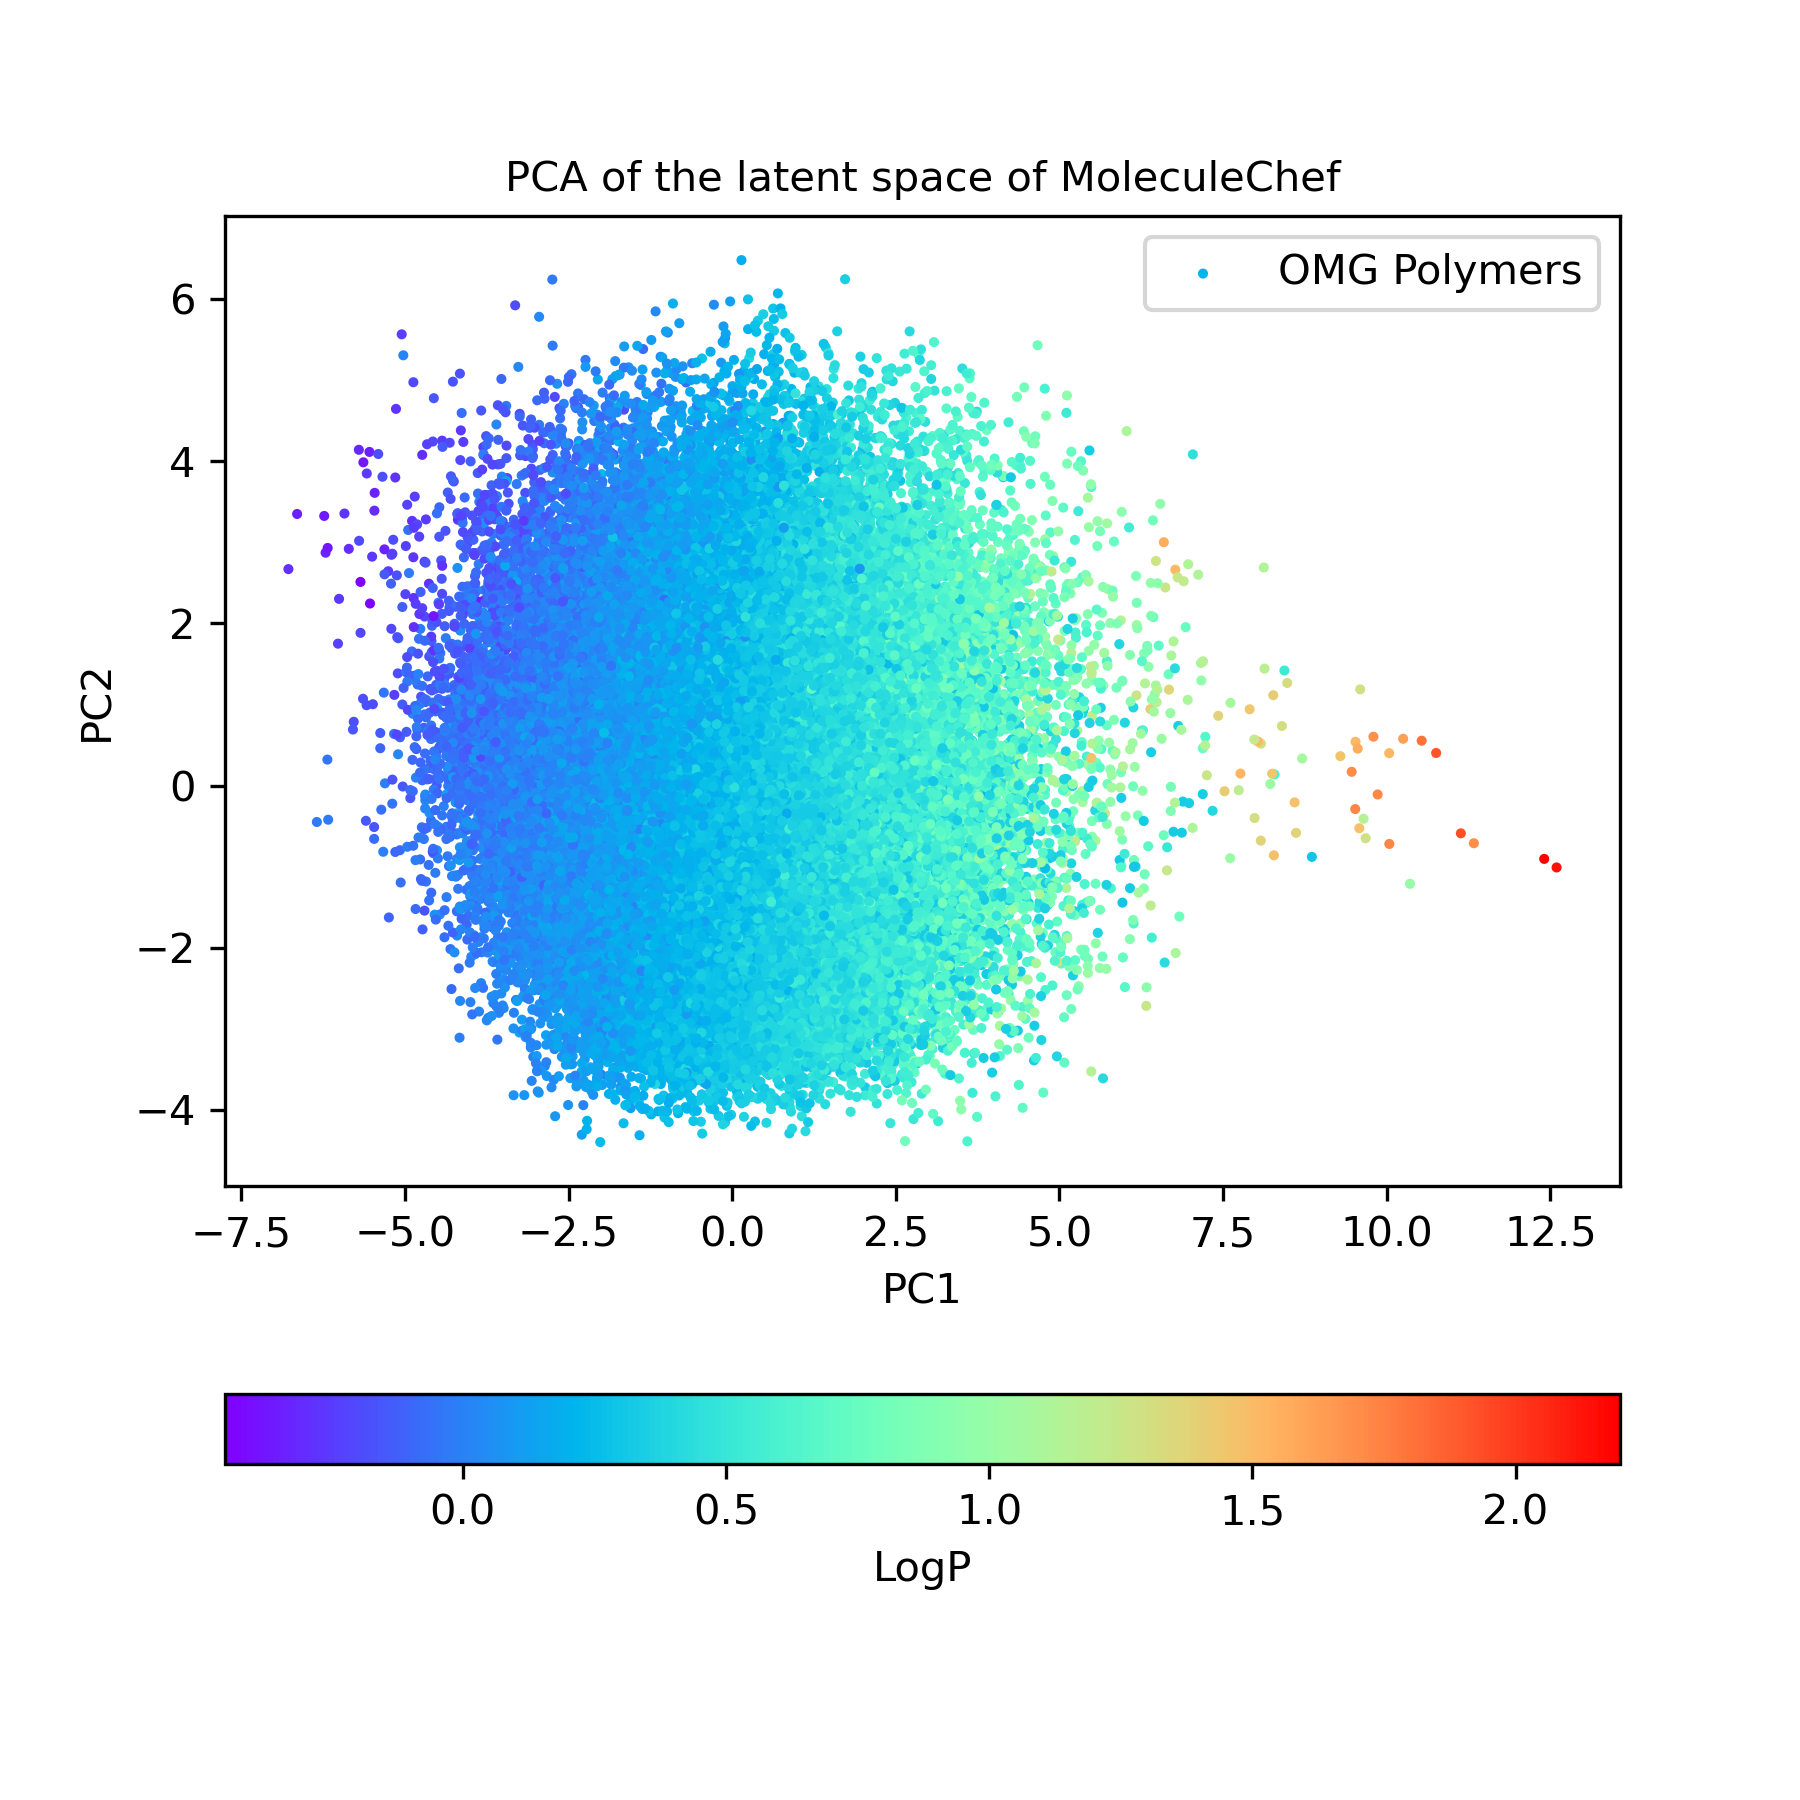 PCA of the latent space of MoleculeChef
OMG Polymers
6
4
2
0
−2
−4
PC2
−7.5 −5.0 −2.5 0.0 2.5 5.0 7.5 10.0 12.5
PC1
0.0 0.5 1.0 1.5 2.0
LogP